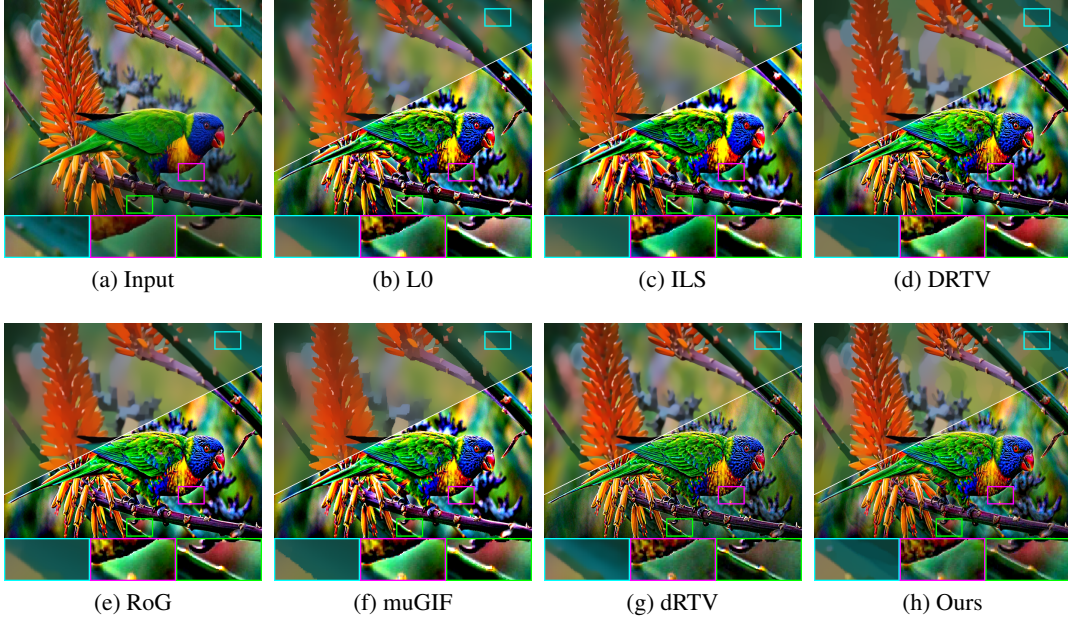 (a) Input
(b) L0
(c) ILS
(d) DRTV
(e) RoG
(f) muGIF
(g) dRTV
(h) Ours